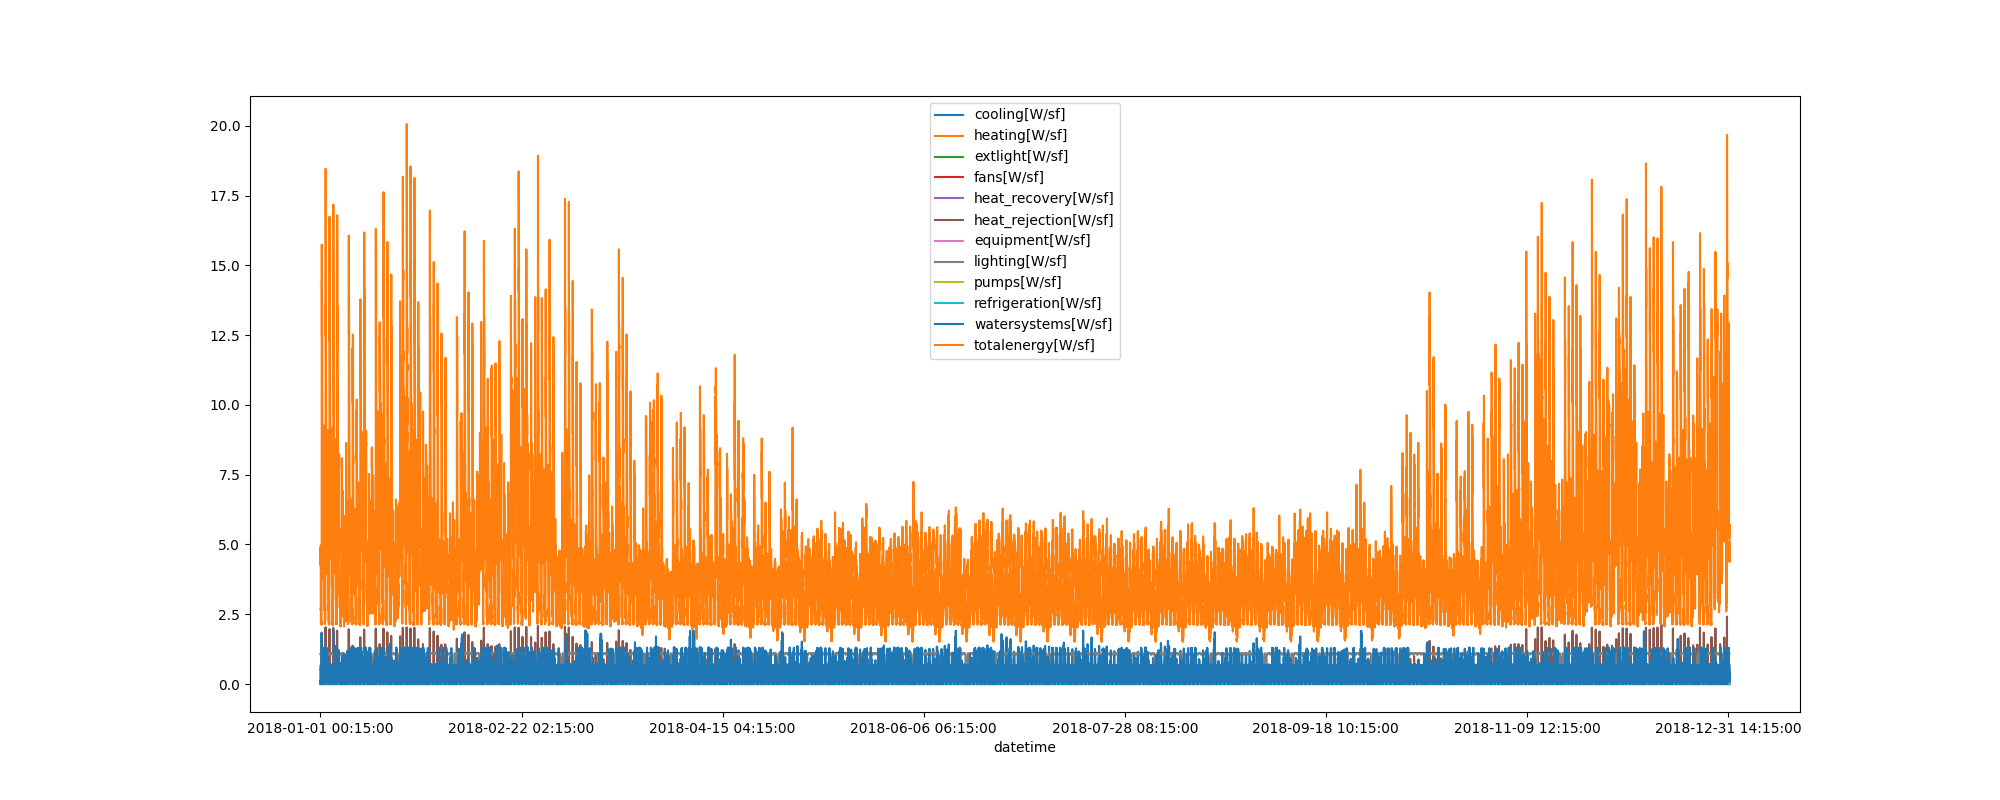 20.0
17.5
15.0
12.5
10.0
7.5
5.0
2.5
0.0
cooling[W/sf]
heating[W/sf]
extlight[W/sf]
fans[W/sf]
heat_recovery[W/sf]
heat_rejection[W/sf]
equipment[W/sf]
lighting[W/sf]
pumps[W/sf]
refrigeration[W/sf]
watersystems[W/sf]
totalenergy[W/sf]
2018-01-01 00:15:00 2018-02-22 02:15:00 2018-04-15 04:15:00 2018-06-06 06:15:00 2018-07-28 08:15:00 2018-09-18 10:15:00 2018-11-09 12:15:00 2018-12-31 14:15:00
datetime